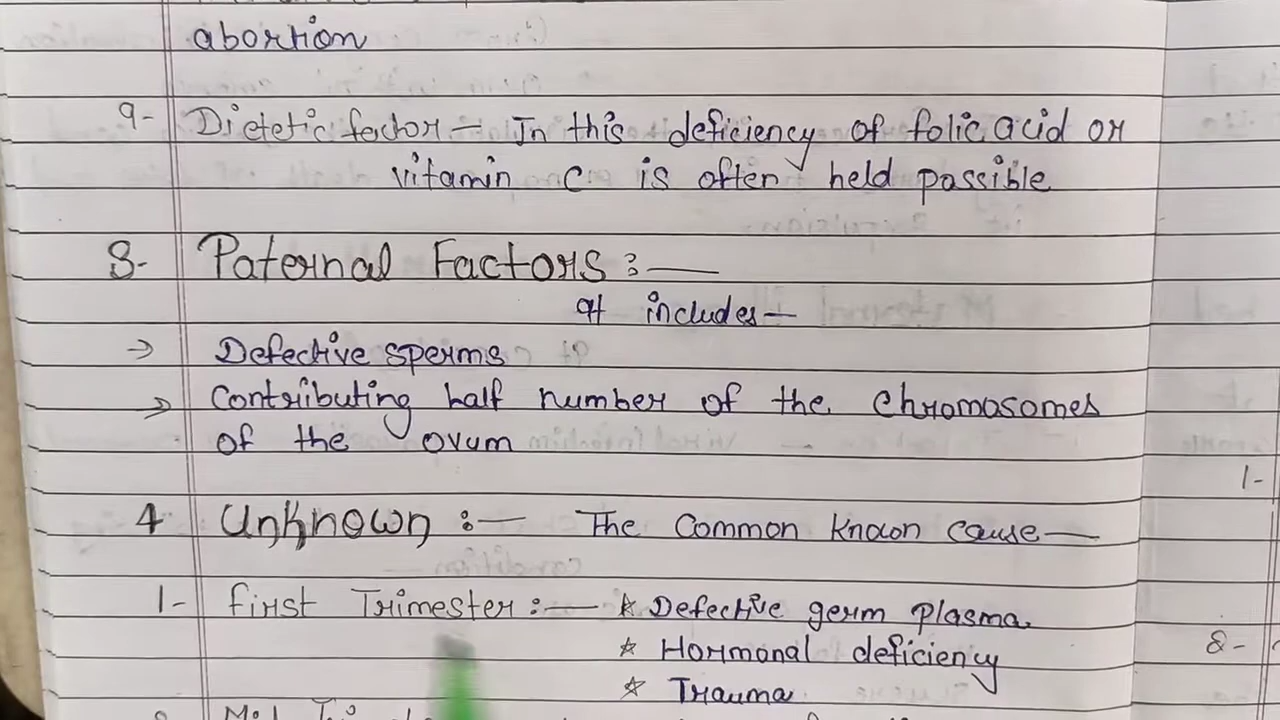 abortion
9- Dietetic factor — In this deficiency of folic acid or
vitamin C is often held possible
3- Paternal Factors :—
It includes —
→ Defective sperms
→ Contributing half number of the Chromosomes
of the ovum
4 Unknown :— The Common Known cause —
1- first Trimester :— ☆ Defective germ plasma
☆ Hormonal deficiency
☆ Trauma
1-
2-